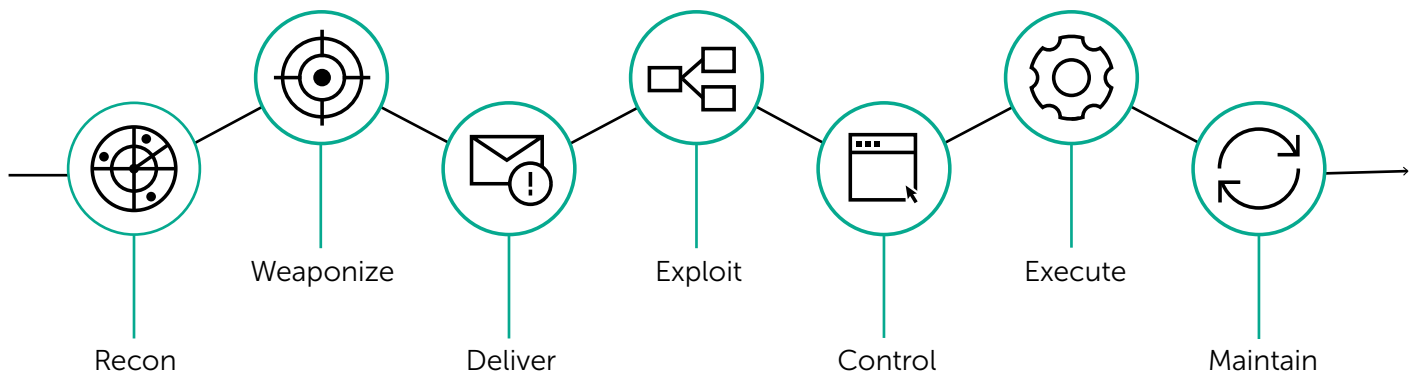 Recon
Weaponize
Deliver
Exploit
Control
Execute
Maintain